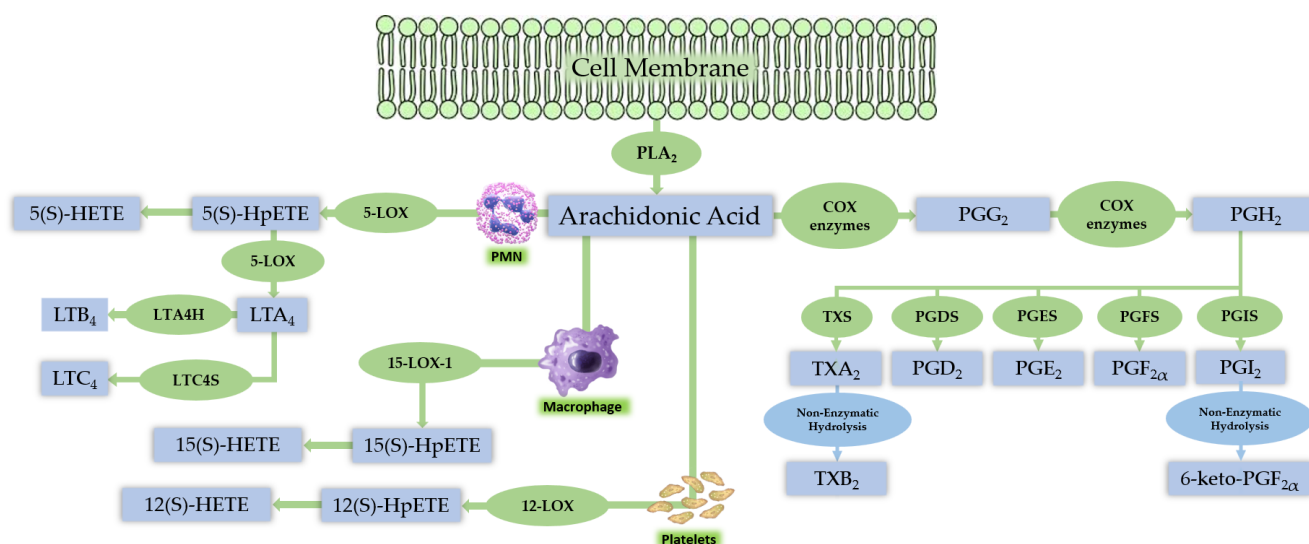 Cell Membrane
PLA₂
5(S)-HETE
5(S)-HpETE
5-LOX
PMN
Arachidonic Acid
COX
enzymes
PGG₂
COX
enzymes
PGH₂
5-LOX
LTB₄
LTA4H
LTA₄
LTC₄
LTC4S
15-LOX-1
Macrophage
15(S)-HETE
15(S)-HpETE
12(S)-HETE
12(S)-HpETE
12-LOX
Platelets
TXS
PGDS
PGES
PGFS
PGIS
TXA₂
PGD₂
PGE₂
PGF₂α
PGI₂
Non-Enzymatic
Hydrolysis
Non-Enzymatic
Hydrolysis
TXB₂
6-keto-PGF₂α